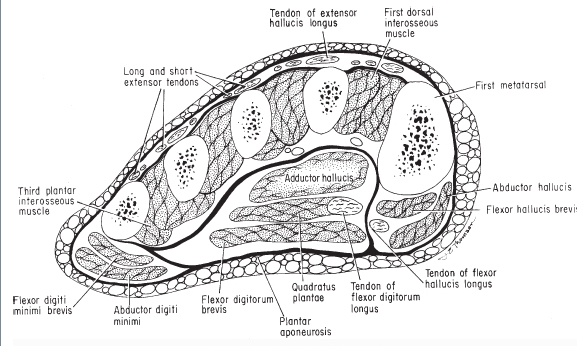 Tendon of extensor
hallucis longus
First dorsal
interosseous
muscle
Long and short
extensor tendons
First metatarsal
Adductor hallucis
Third plantar
interosseous
muscle
Abductor hallucis
Flexor hallucis brevis
Flexor digiti
minimi brevis
Abductor digiti
minimi
Flexor digitorum
brevis
Quadratus
plantae
Plantar
aponeurosis
Tendon of
flexor digitorum
longus
Tendon of flexor
hallucis longus